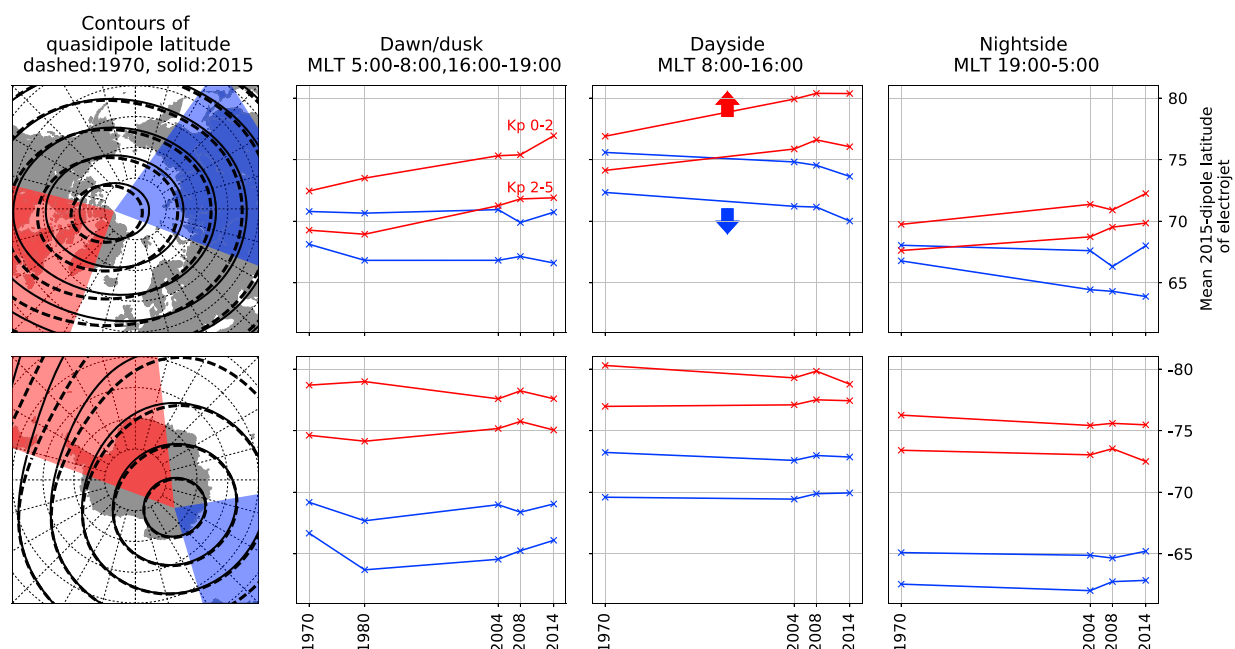 Contours of
quasidipole latitude
dashed:1970, solid:2015
Dawn/dusk
MLT 5:00-8:00,16:00-19:00
Dayside
MLT 8:00-16:00
Nightside
MLT 19:00-5:00
Kp 0-2
Kp 2-5
80
75
70
65
Mean 2015-dipole latitude
of electrojet
-80
-75
-70
-65
1970
1980
2004
2008
2014
1970
2004
2008
2014
1970
2004
2008
2014